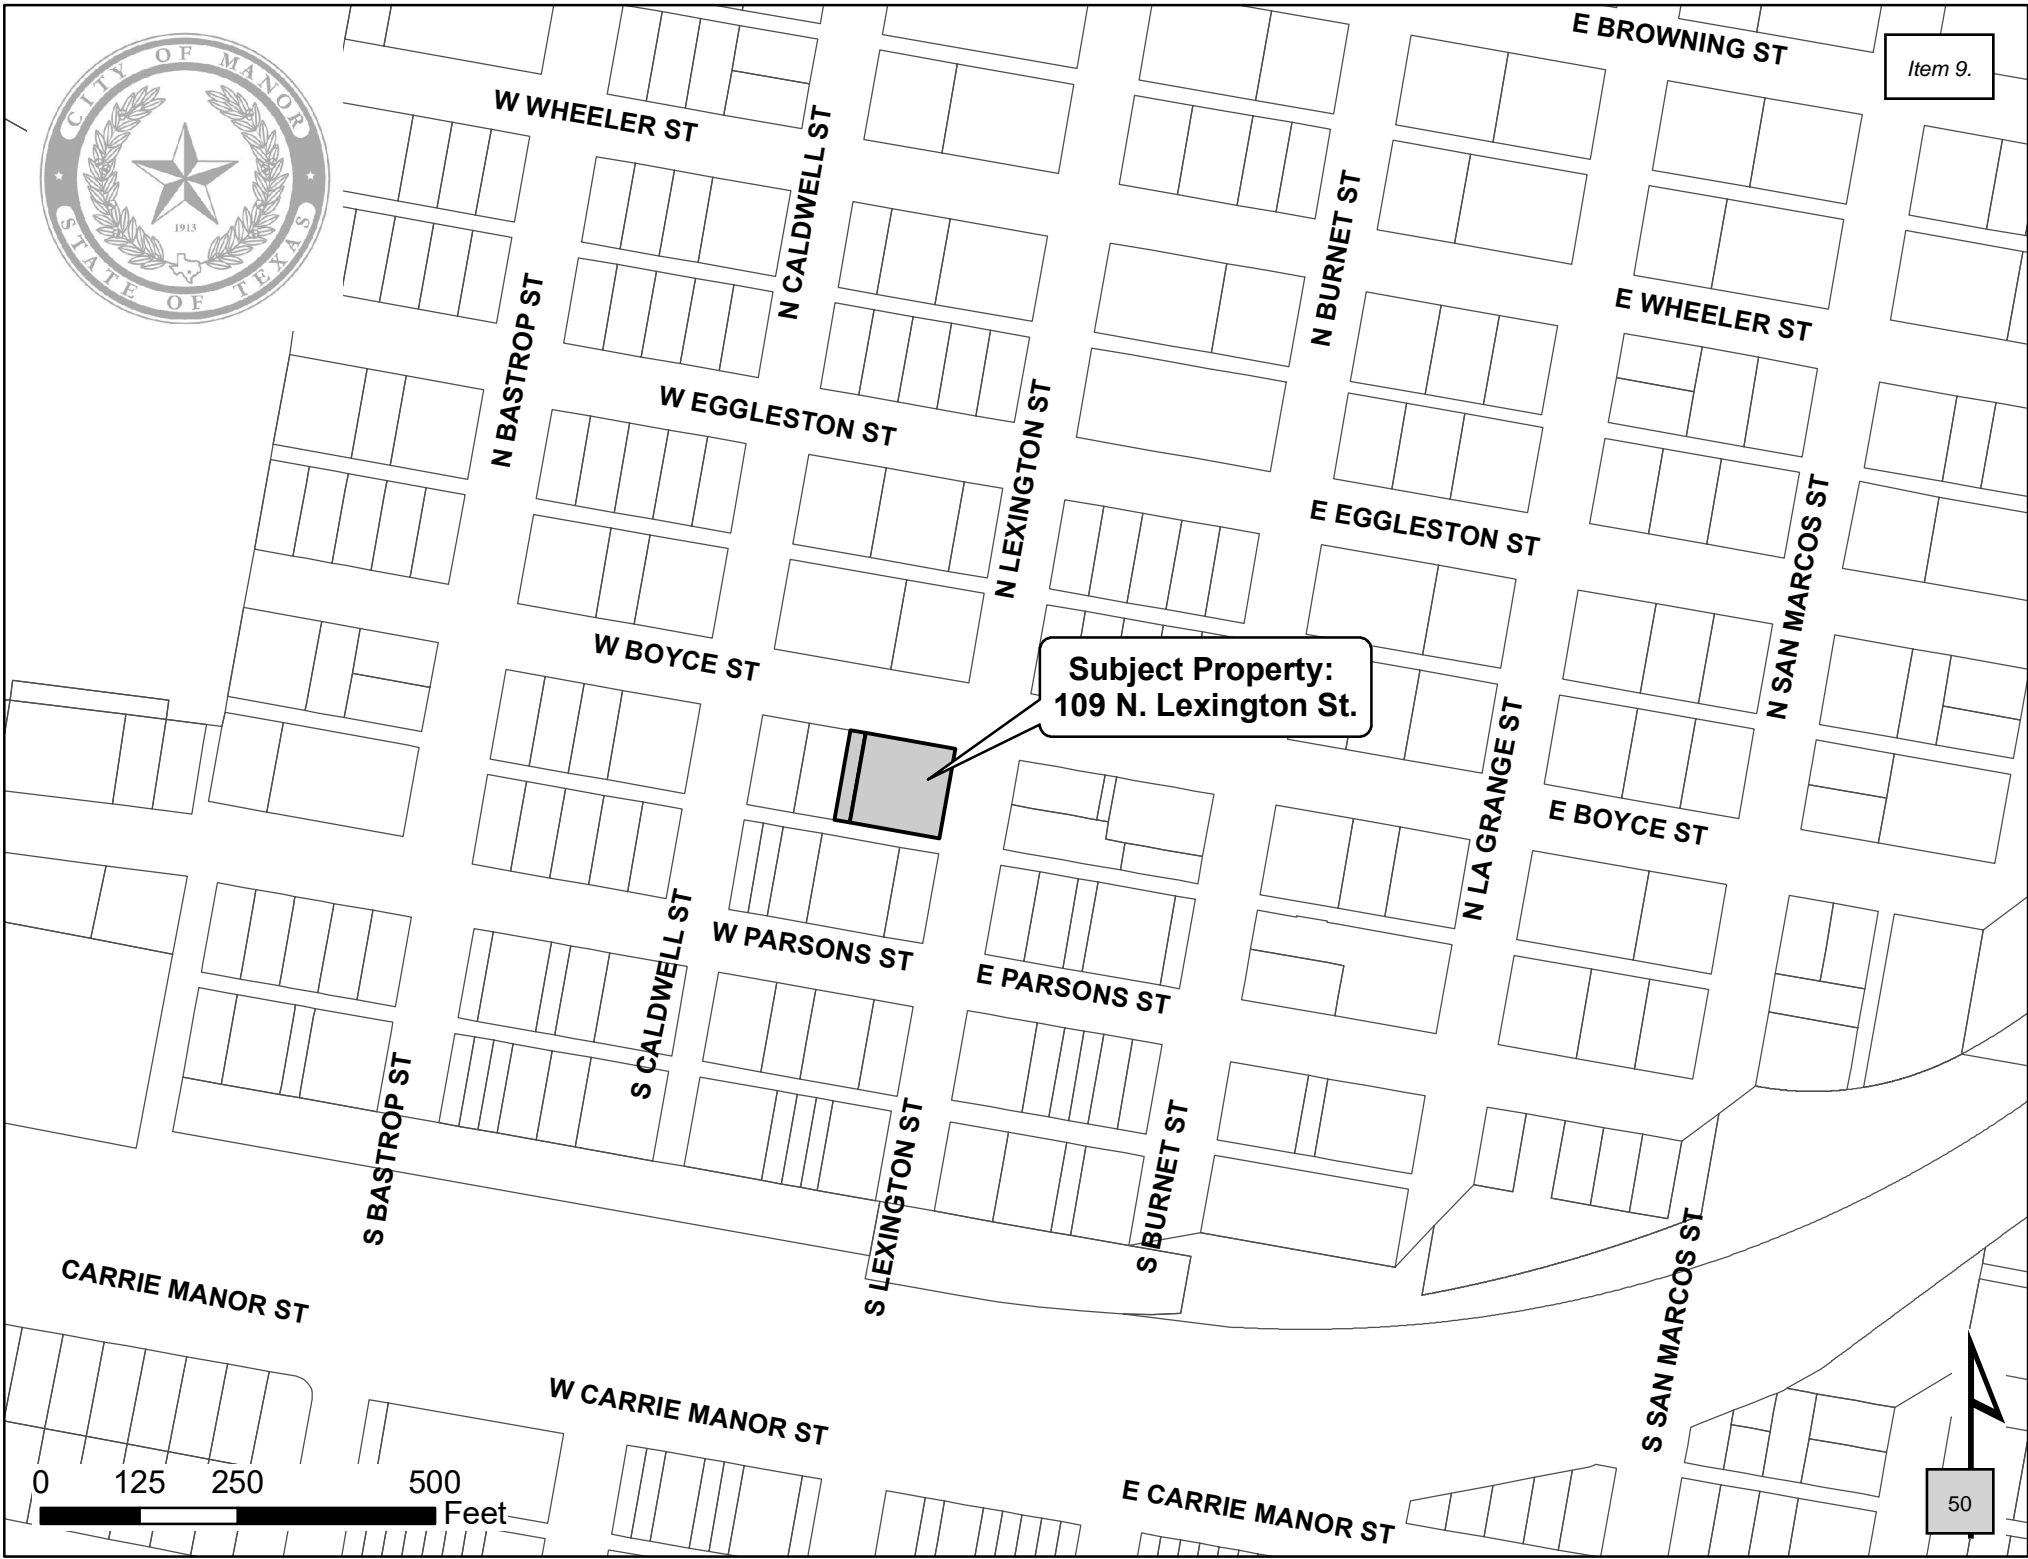 E BROWNING ST
Item 9.
CITY OF MANOR
STATE OF TEXAS
1913
W WHEELER ST
N CALDWELL ST
N BURNET ST
N BASTROP ST
E WHEELER ST
W EGGLESTON ST
N LEXINGTON ST
E EGGLESTON ST
N SAN MARCOS ST
W BOYCE ST
Subject Property:
109 N. Lexington St.
N LA GRANGE ST
E BOYCE ST
S CALDWELL ST
W PARSONS ST
E PARSONS ST
S BASTROP ST
S LEXINGTON ST
S BURNET ST
S SAN MARCOS ST
CARRIE MANOR ST
W CARRIE MANOR ST
E CARRIE MANOR ST
0 125 250 500
Feet
50